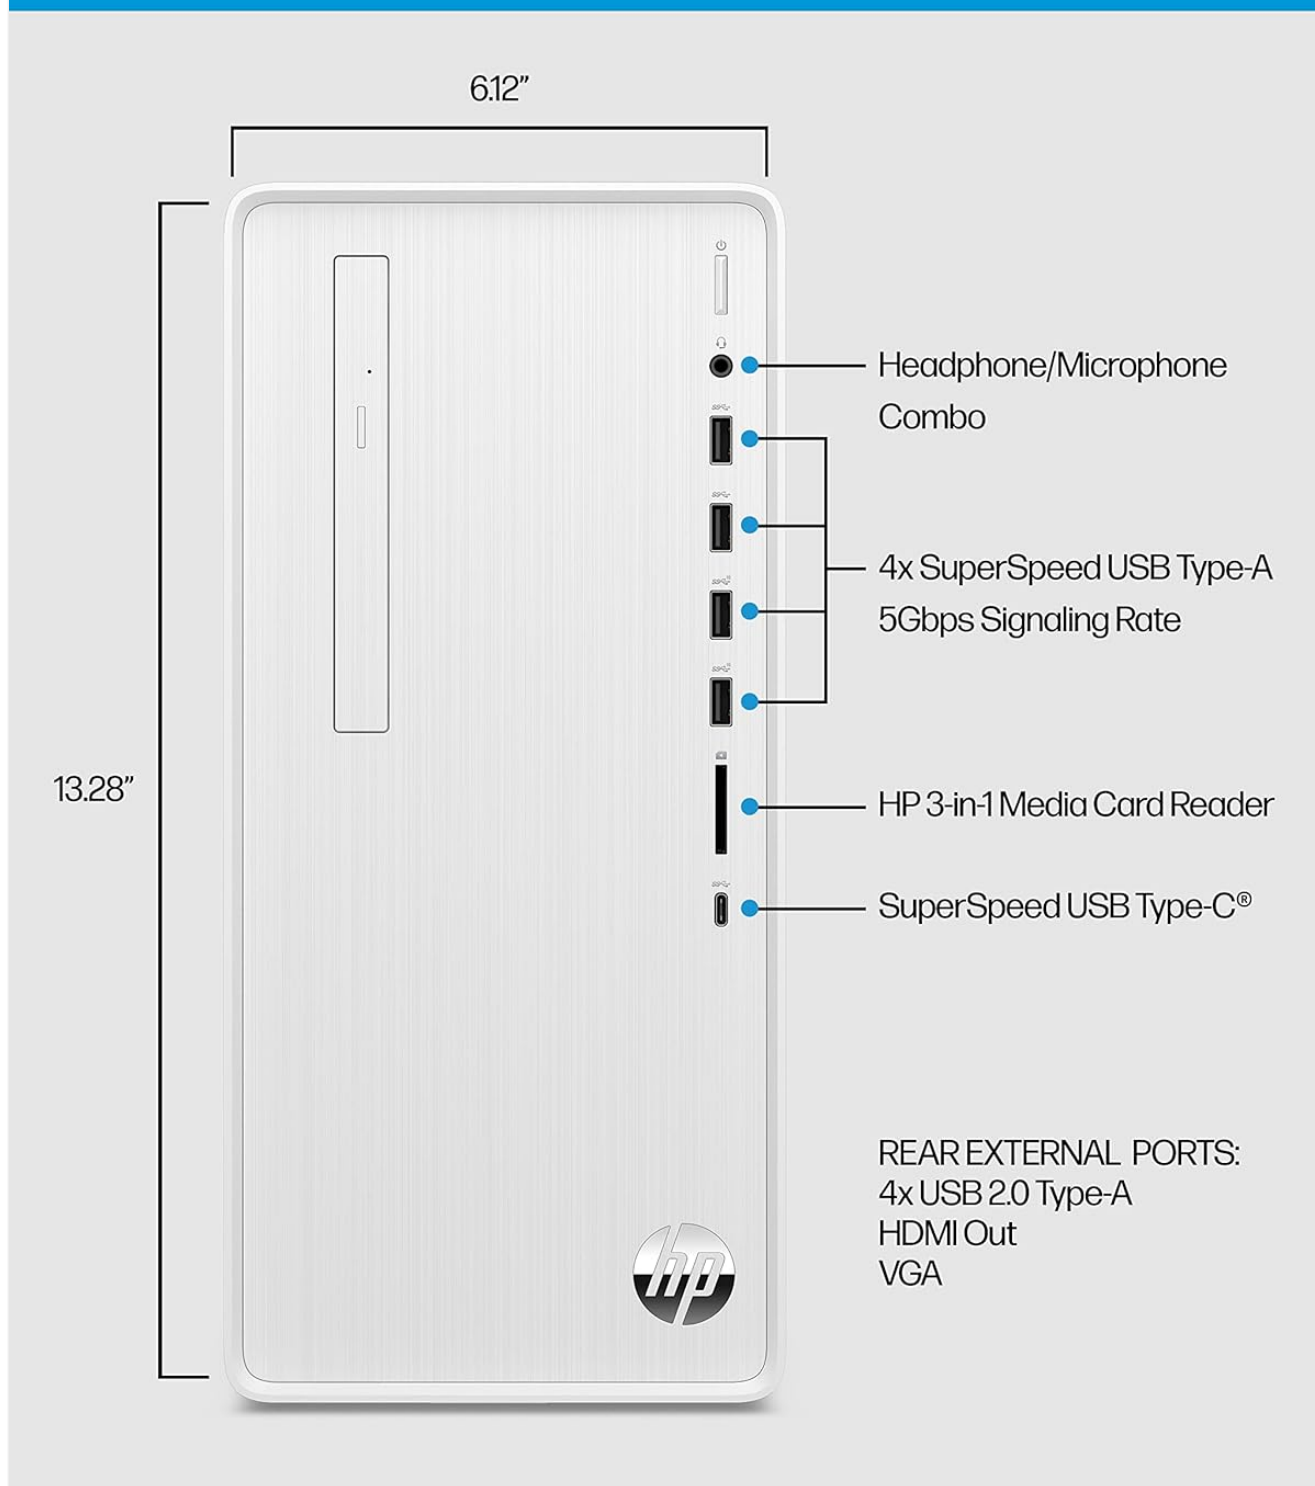 6.12"
Headphone/Microphone
Combo
4x SuperSpeed USB Type-A
5Gbps Signaling Rate
13.28"
HP 3-in-1 Media Card Reader
SuperSpeed USB Type-C®
REAR EXTERNAL PORTS:
4x USB 2.0 Type-A
HDMI Out
VGA
hp